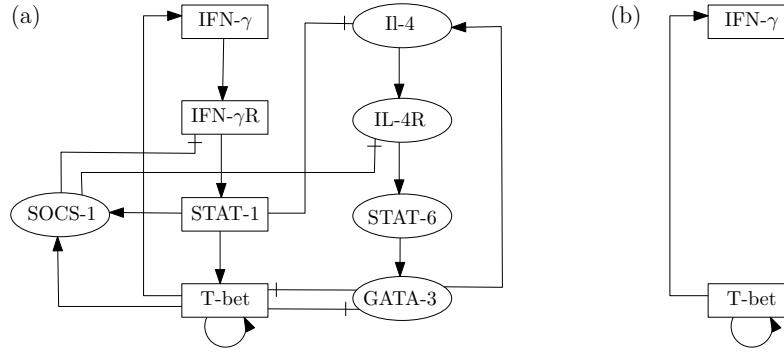 (a)
IFN-γ
Il-4
(b)
IFN-γ
IFN-γR
IL-4R
SOCS-1
STAT-1
STAT-6
T-bet
GATA-3
T-bet